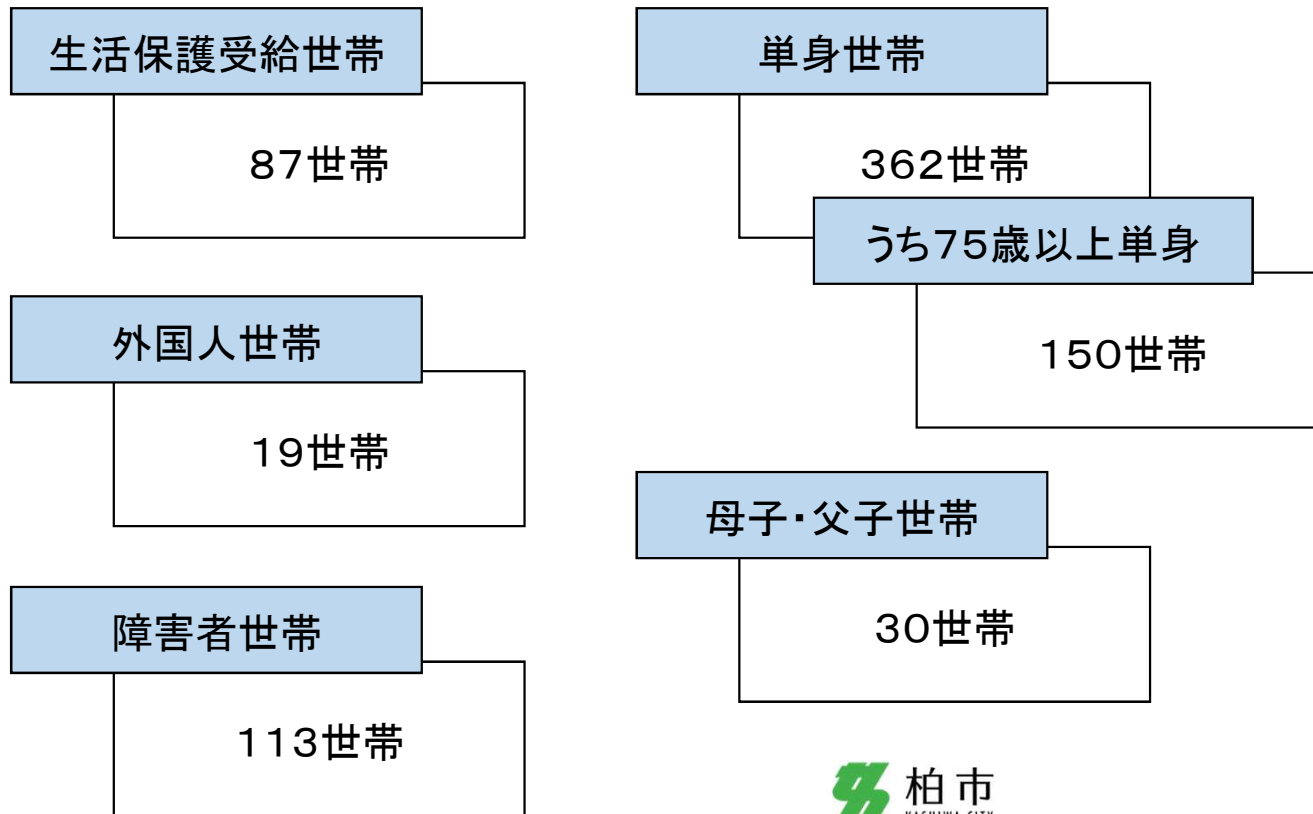 生活保護受給世帯
87世帯
外国人世帯
19世帯
障害者世帯
113世帯
単身世帯
362世帯
うち75歳以上単身
150世帯
母子・父子世帯
30世帯
柏市
KASHIWA CITY